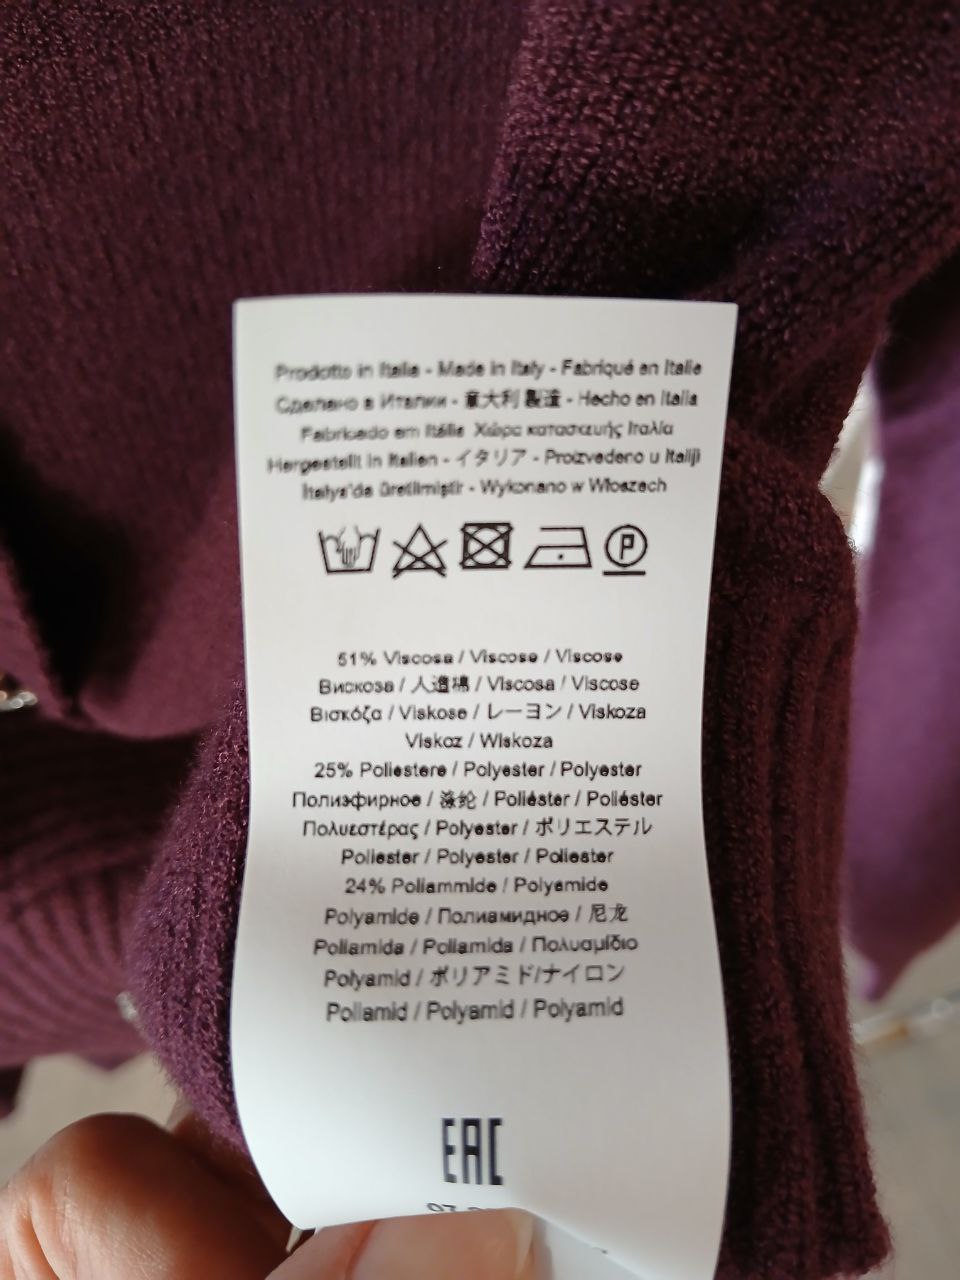 Prodotto in Italia - Made in Italy - Fabriqué en Italie
Сделано в Италии - 意大利 製造 - Hecho en Italia
Fabricado em Itália Χώρα κατασκευής Ιταλία
Hergestellt in Italien - イタリア - Proizvedeno u Italiji
İtalya'da üretilmiştir - Wykonano w Włoszech
P
51% Viscosa / Viscose / Viscose
Вискоза / 人造棉 / Viscosa / Viscose
Βισκόζα / Viskose / レーヨン / Viskoza
Viskoz / Wiskoza
25% Poliestere / Polyester / Polyester
Полиэфирное / 涤纶 / Poliéster / Poliéster
Πολυεστέρας / Polyester / ポリエステル
Poliester / Polyester / Poliester
24% Poliammide / Polyamide
Polyamide / Полиамидное / 尼龙
Poliamida / Poliamida / Πολυαμίδιο
Polyamid / ポリアミド/ナイロン
Poliamid / Polyamid / Polyamid
EAC